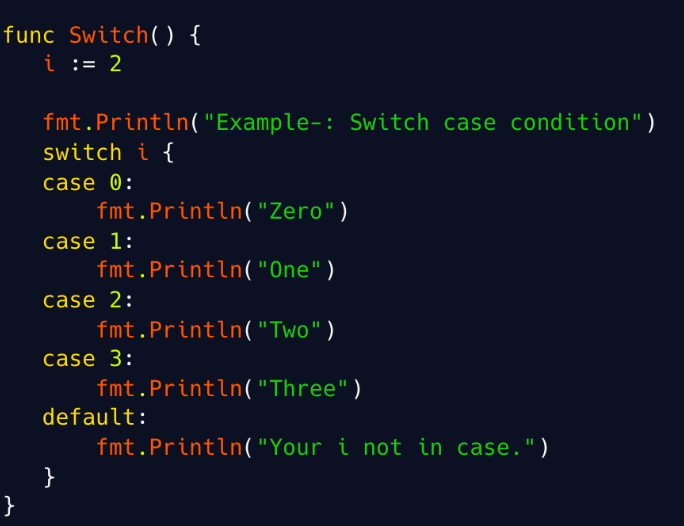 func Switch() {
i := 2
fmt.Println("Example-: Switch case condition")
switch i {
case 0:
fmt.Println("Zero")
case 1:
fmt.Println("One")
case 2:
fmt.Println("Two")
case 3:
fmt.Println("Three")
default:
fmt.Println("Your i not in case.")
}
}